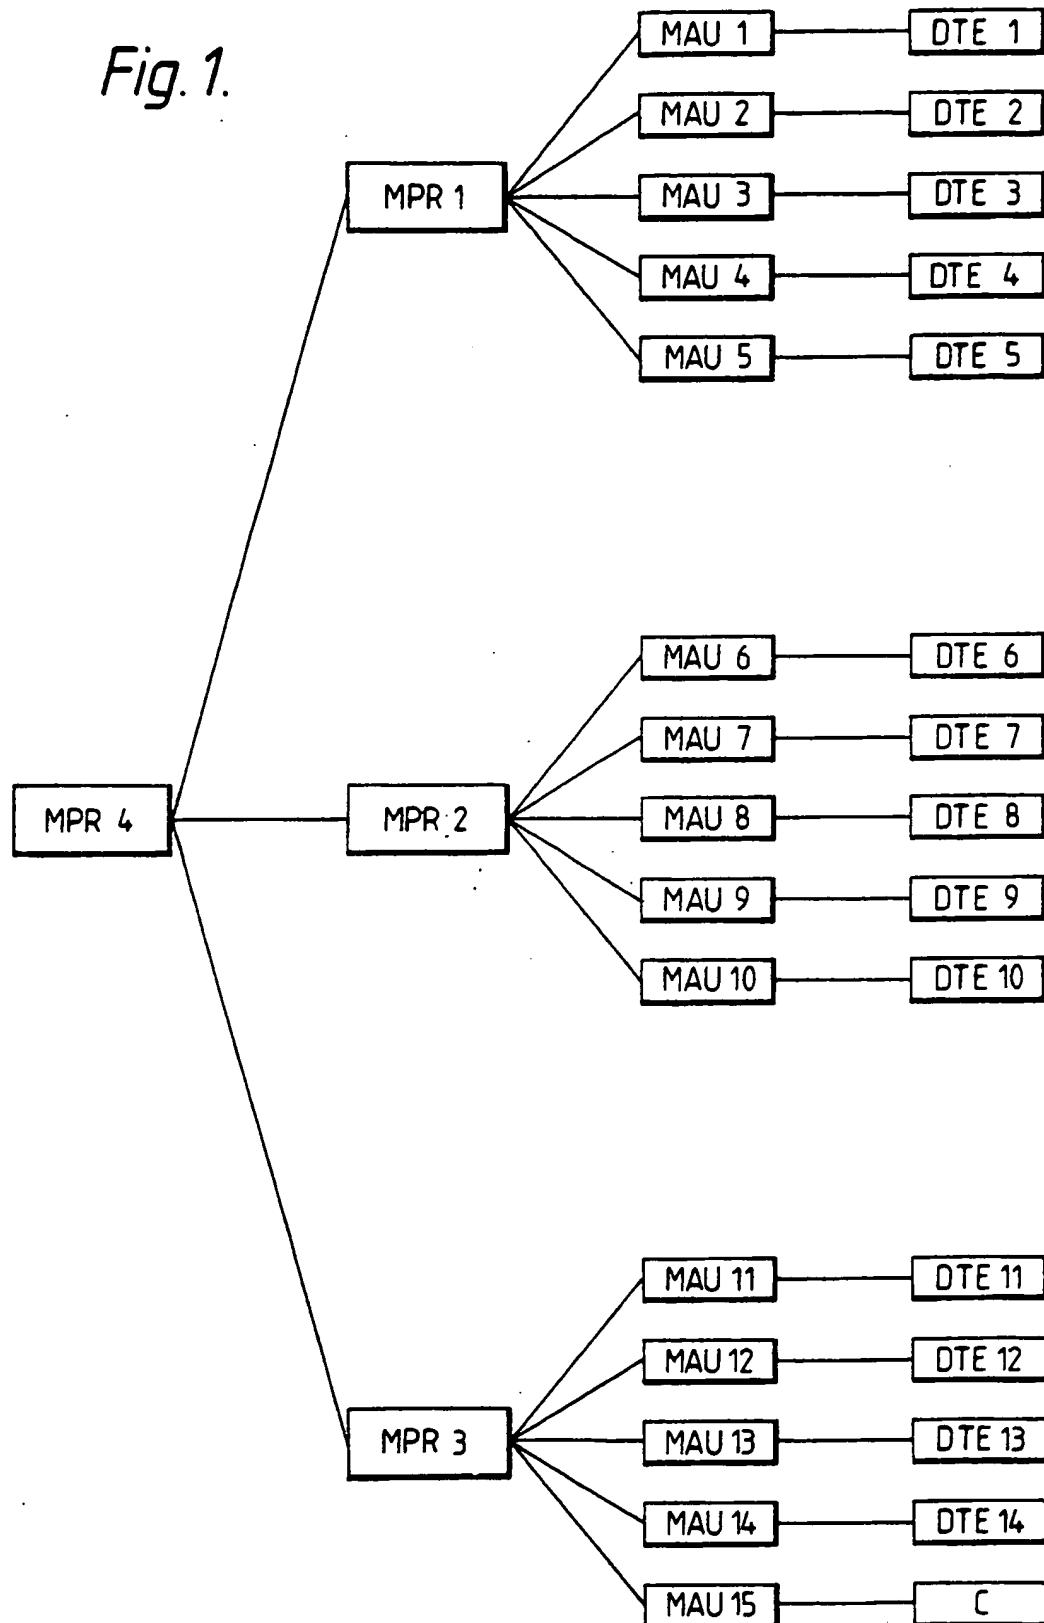 Fig. 1.
MAU 1 DTE 1
MAU 2 DTE 2
MPR 1 MAU 3 DTE 3
MAU 4 DTE 4
MAU 5 DTE 5
MAU 6 DTE 6
MAU 7 DTE 7
MPR 4 MPR 2 MAU 8 DTE 8
MAU 9 DTE 9
MAU 10 DTE 10
MAU 11 DTE 11
MAU 12 DTE 12
MPR 3 MAU 13 DTE 13
MAU 14 DTE 14
MAU 15 C